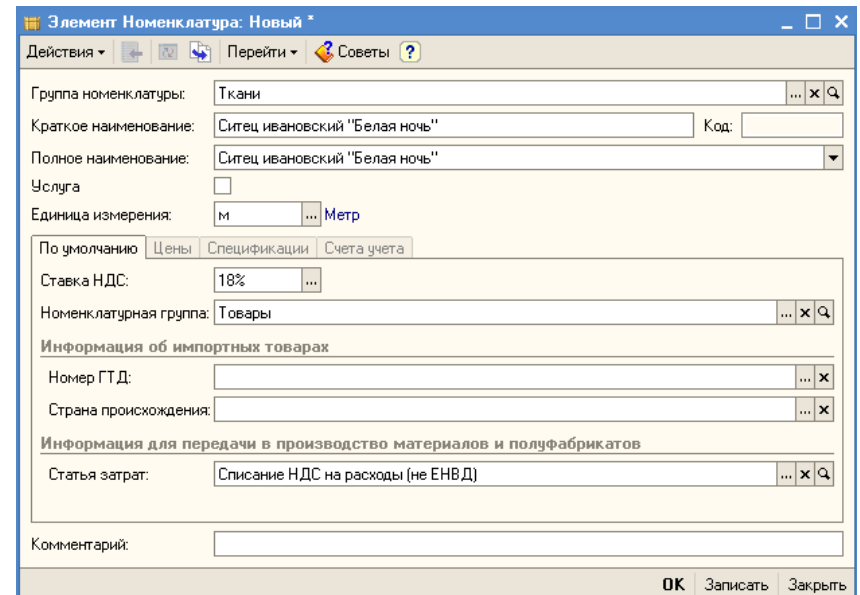 Элемент Номенклатура: Новый *
Действия Перейти Советы ?
Группа номенклатуры: Ткани ...
Краткое наименование: Ситец ивановский "Белая ночь" Код:
Полное наименование: Ситец ивановский "Белая ночь"
Услуга
Единица измерения: м ... Метр
По умолчанию Цены Спецификации Счета учета
Ставка НДС: 18% ...
Номенклатурная группа: Товары ...
Информация об импортных товарах
Номер ГТД: ...
Страна происхождения: ...
Информация для передачи в производство материалов и полуфабрикатов
Статья затрат: Списание НДС на расходы (не ЕНВД) ...
Комментарий:
OK Записать Закрыть